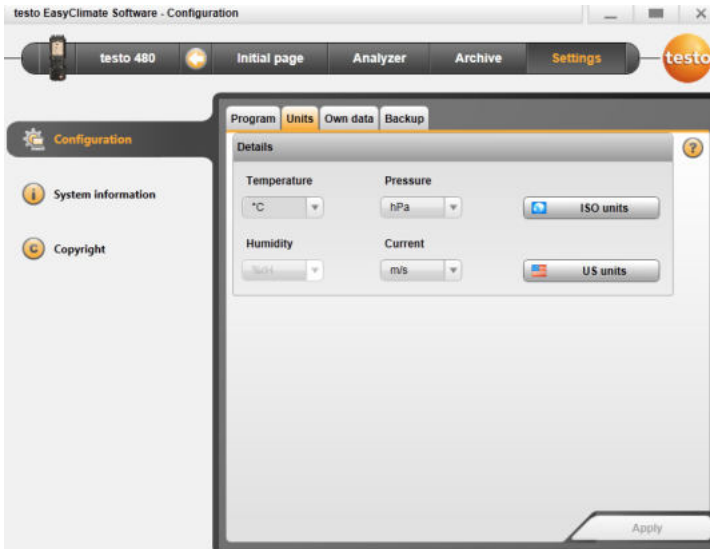 testo EasyClimate Software - Configuration
testo 480 Initial page Analyzer Archive Settings testo
Program Units Own data Backup
Configuration
Details
Temperature Pressure
°C hPa ISO units
System information
Humidity Current
%rH m/s US units
Copyright
Apply